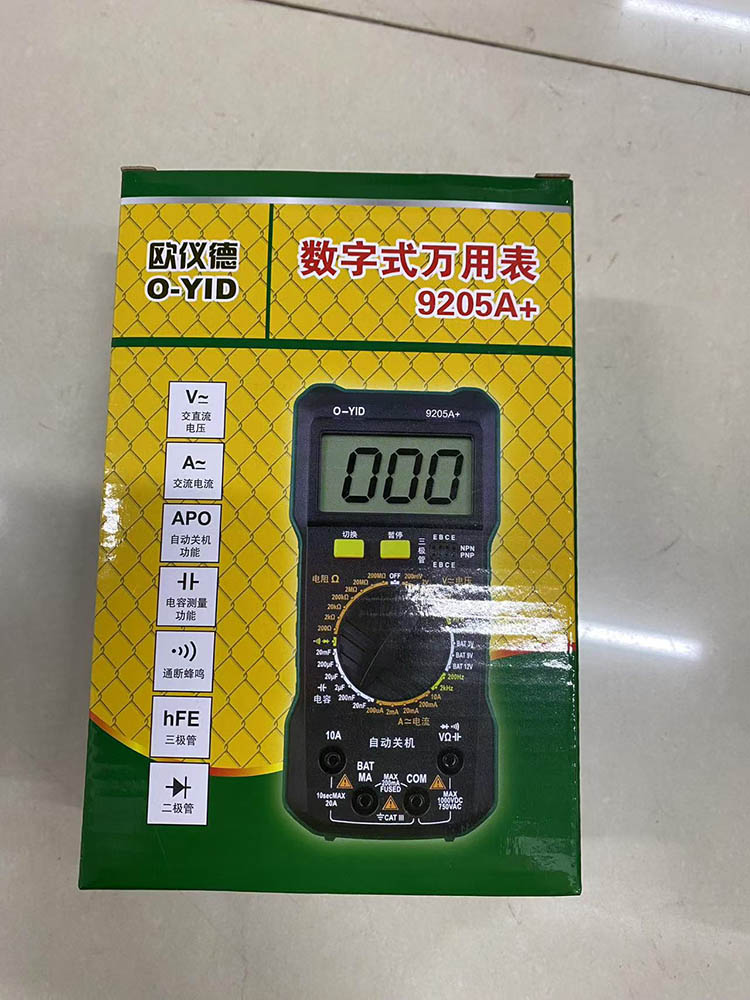 欧仪德
O-YID
数字式万用表
9205A+
V≃
交直流
电压
A≃
交流电流
APO
自动关机
功能
电容测量
功能
通断蜂鸣
hFE
三极管
二极管
O-YID
9205A+
000
切换
暂停
三极管
EBCE
NPN
PNP
EBCE
电阻 Ω
200MΩ
OFF
200mV
20MΩ
2MΩ
200kΩ
20kΩ
2kΩ
200Ω
V≃电压
20mF
200μF
20μF
2μF
200nF
20nF
电容
BAT 9V
BAT 12V
200Hz
2kHz
10A
200mA
20mA
2mA
200uA
A≃电流
自动关机
10A
BAT
MA
COM
VΩ
10secMAX
20A
MAX
200mA
FUSED
MAX
1000VDC
750VAC
CAT III